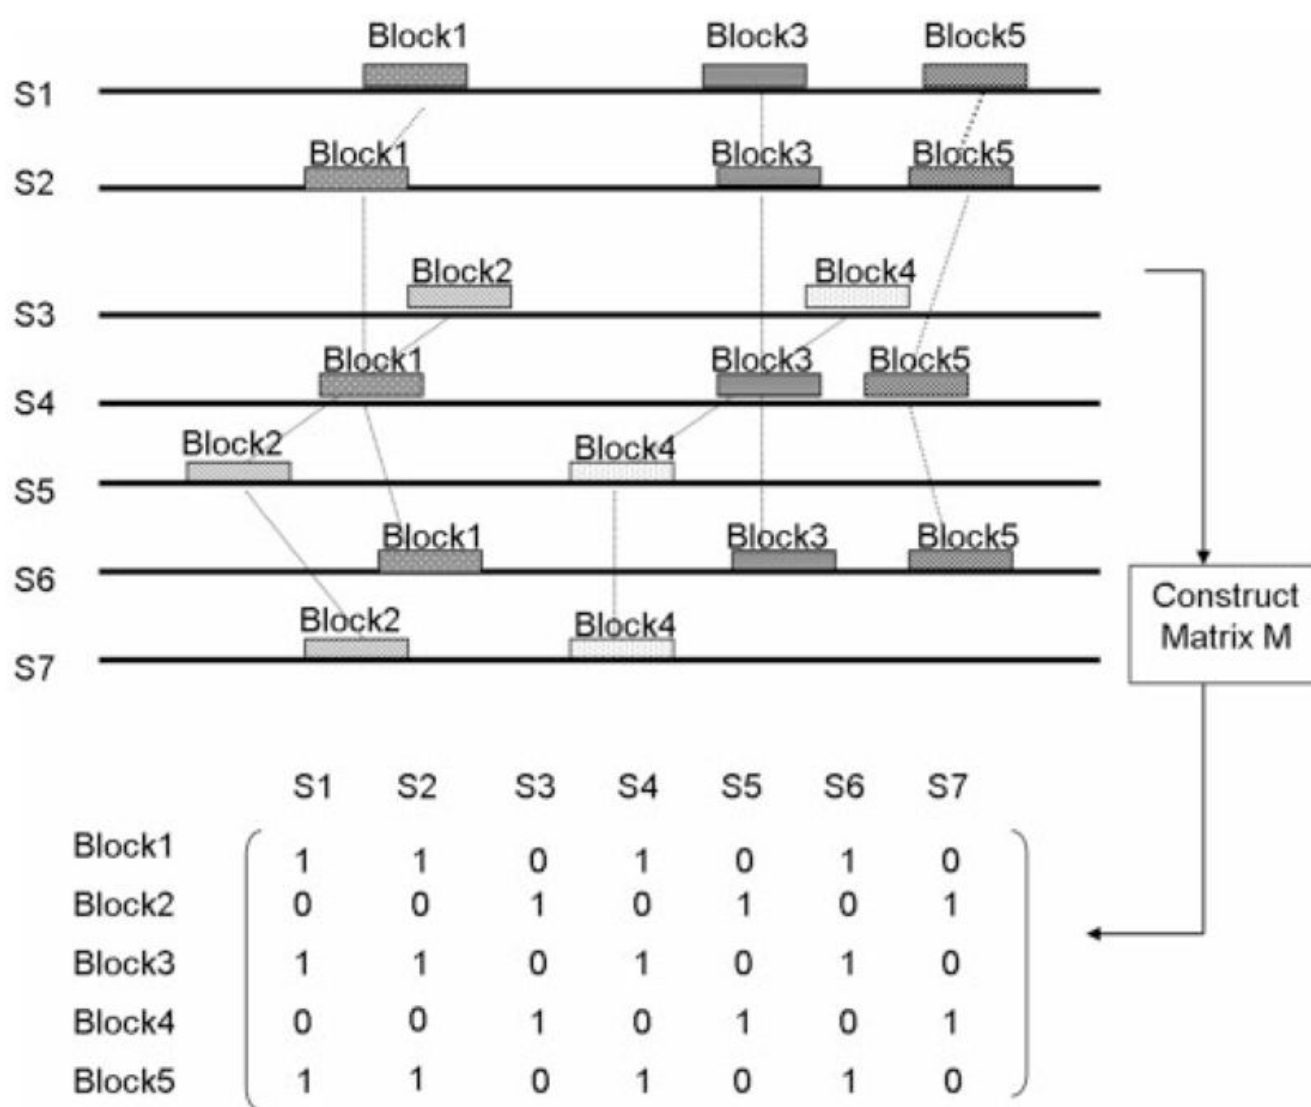 Block1 Block3 Block5
S1
Block1 Block3 Block5
S2
Block2 Block4
S3
Block1 Block3 Block5
S4
Block2 Block4
S5
Block1 Block3 Block5
S6
Construct
Matrix M
Block2 Block4
S7
S1 S2 S3 S4 S5 S6 S7
Block1 1 1 0 1 0 1 0
Block2 0 0 1 0 1 0 1
Block3 1 1 0 1 0 1 0
Block4 0 0 1 0 1 0 1
Block5 1 1 0 1 0 1 0